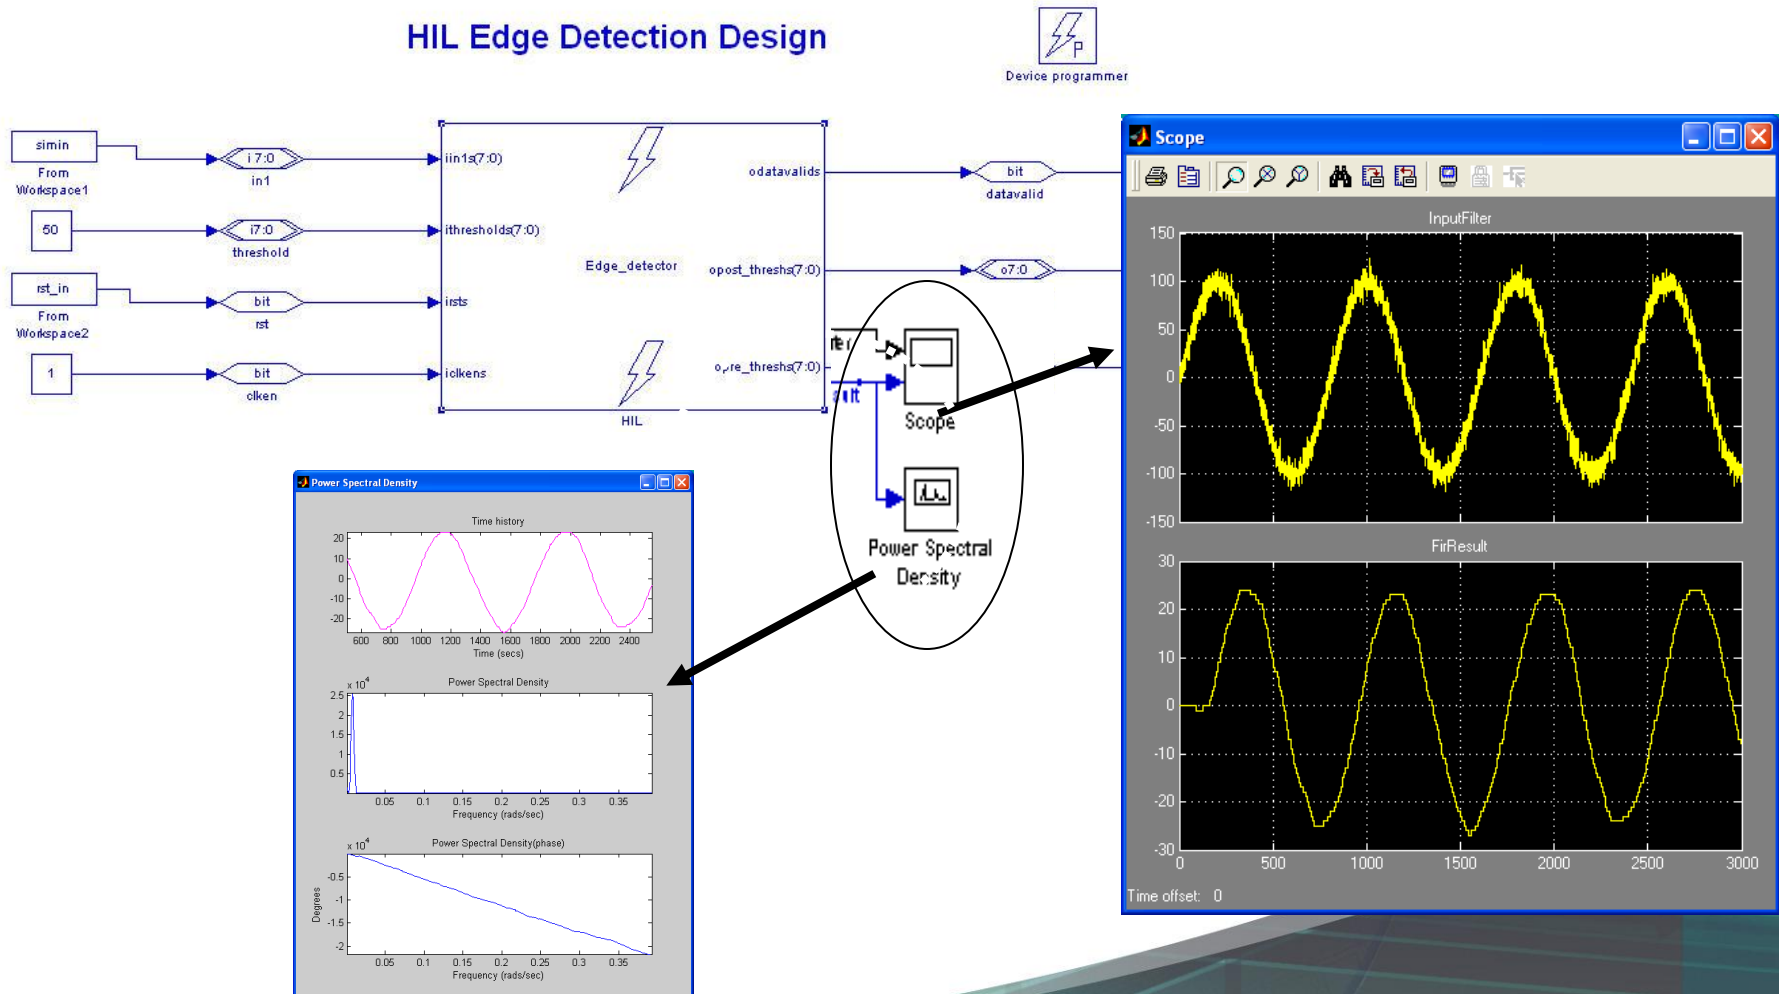 HIL Edge Detection Design
P
Device programmer
simin
From
Workspace1
i 7:0
in1
50
i7:0
threshold
rst_in
From
Workspace2
bit
rst
1
bit
clken
iin1s(7:0)
ithresholds(7:0)
irsts
iclkens
Edge_detector
HIL
odatavalids
opost_threshs(7:0)
opre_threshs(7:0)
bit
datavalid
o7:0
Scope
Power Spectral
Density
Power Spectral Density
Time history
20
10
0
-10
-20
600 800 1000 1200 1400 1600 1800 2000 2200 2400
Time (secs)
Power Spectral Density
x 10^4
2.5
2
1.5
1
0.5
0.05 0.1 0.15 0.2 0.25 0.3 0.35
Frequency (rads/sec)
Power Spectral Density(phase)
x 10^4
-0.5
-1
-1.5
-2
Degrees
0.05 0.1 0.15 0.2 0.25 0.3 0.35
Frequency (rads/sec)
Scope
InputFilter
150
100
50
0
-50
-100
-150
FirResult
30
20
10
0
-10
-20
-30
0 500 1000 1500 2000 2500 3000
Time offset: 0